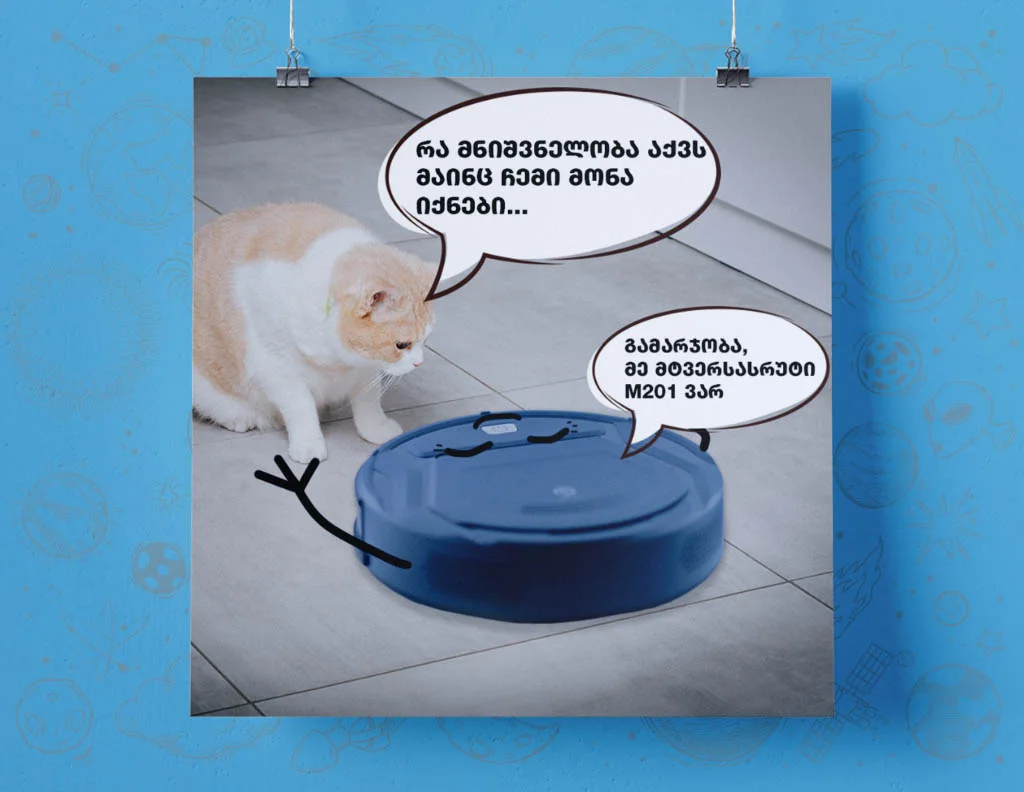 რა მნიშვნელობა აქვს
მაინც ჩემი მონა
იქნები...
გამარჯობა,
მე მტვერსასრუტი
M201 ვარ